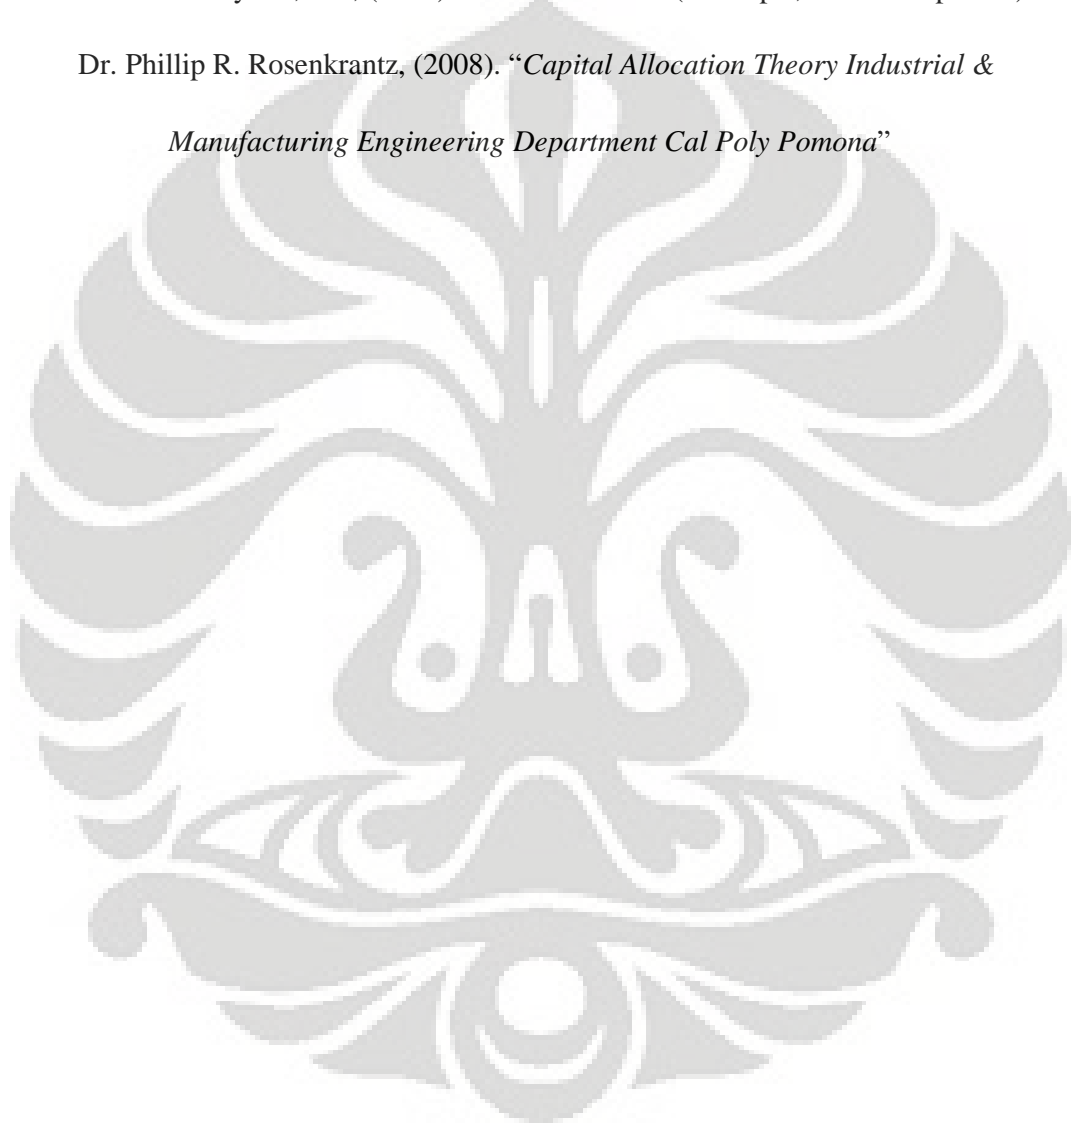 Dr. Phillip R. Rosenkrantz, (2008). “Capital Allocation Theory Industrial &
Manufacturing Engineering Department Cal Poly Pomona”